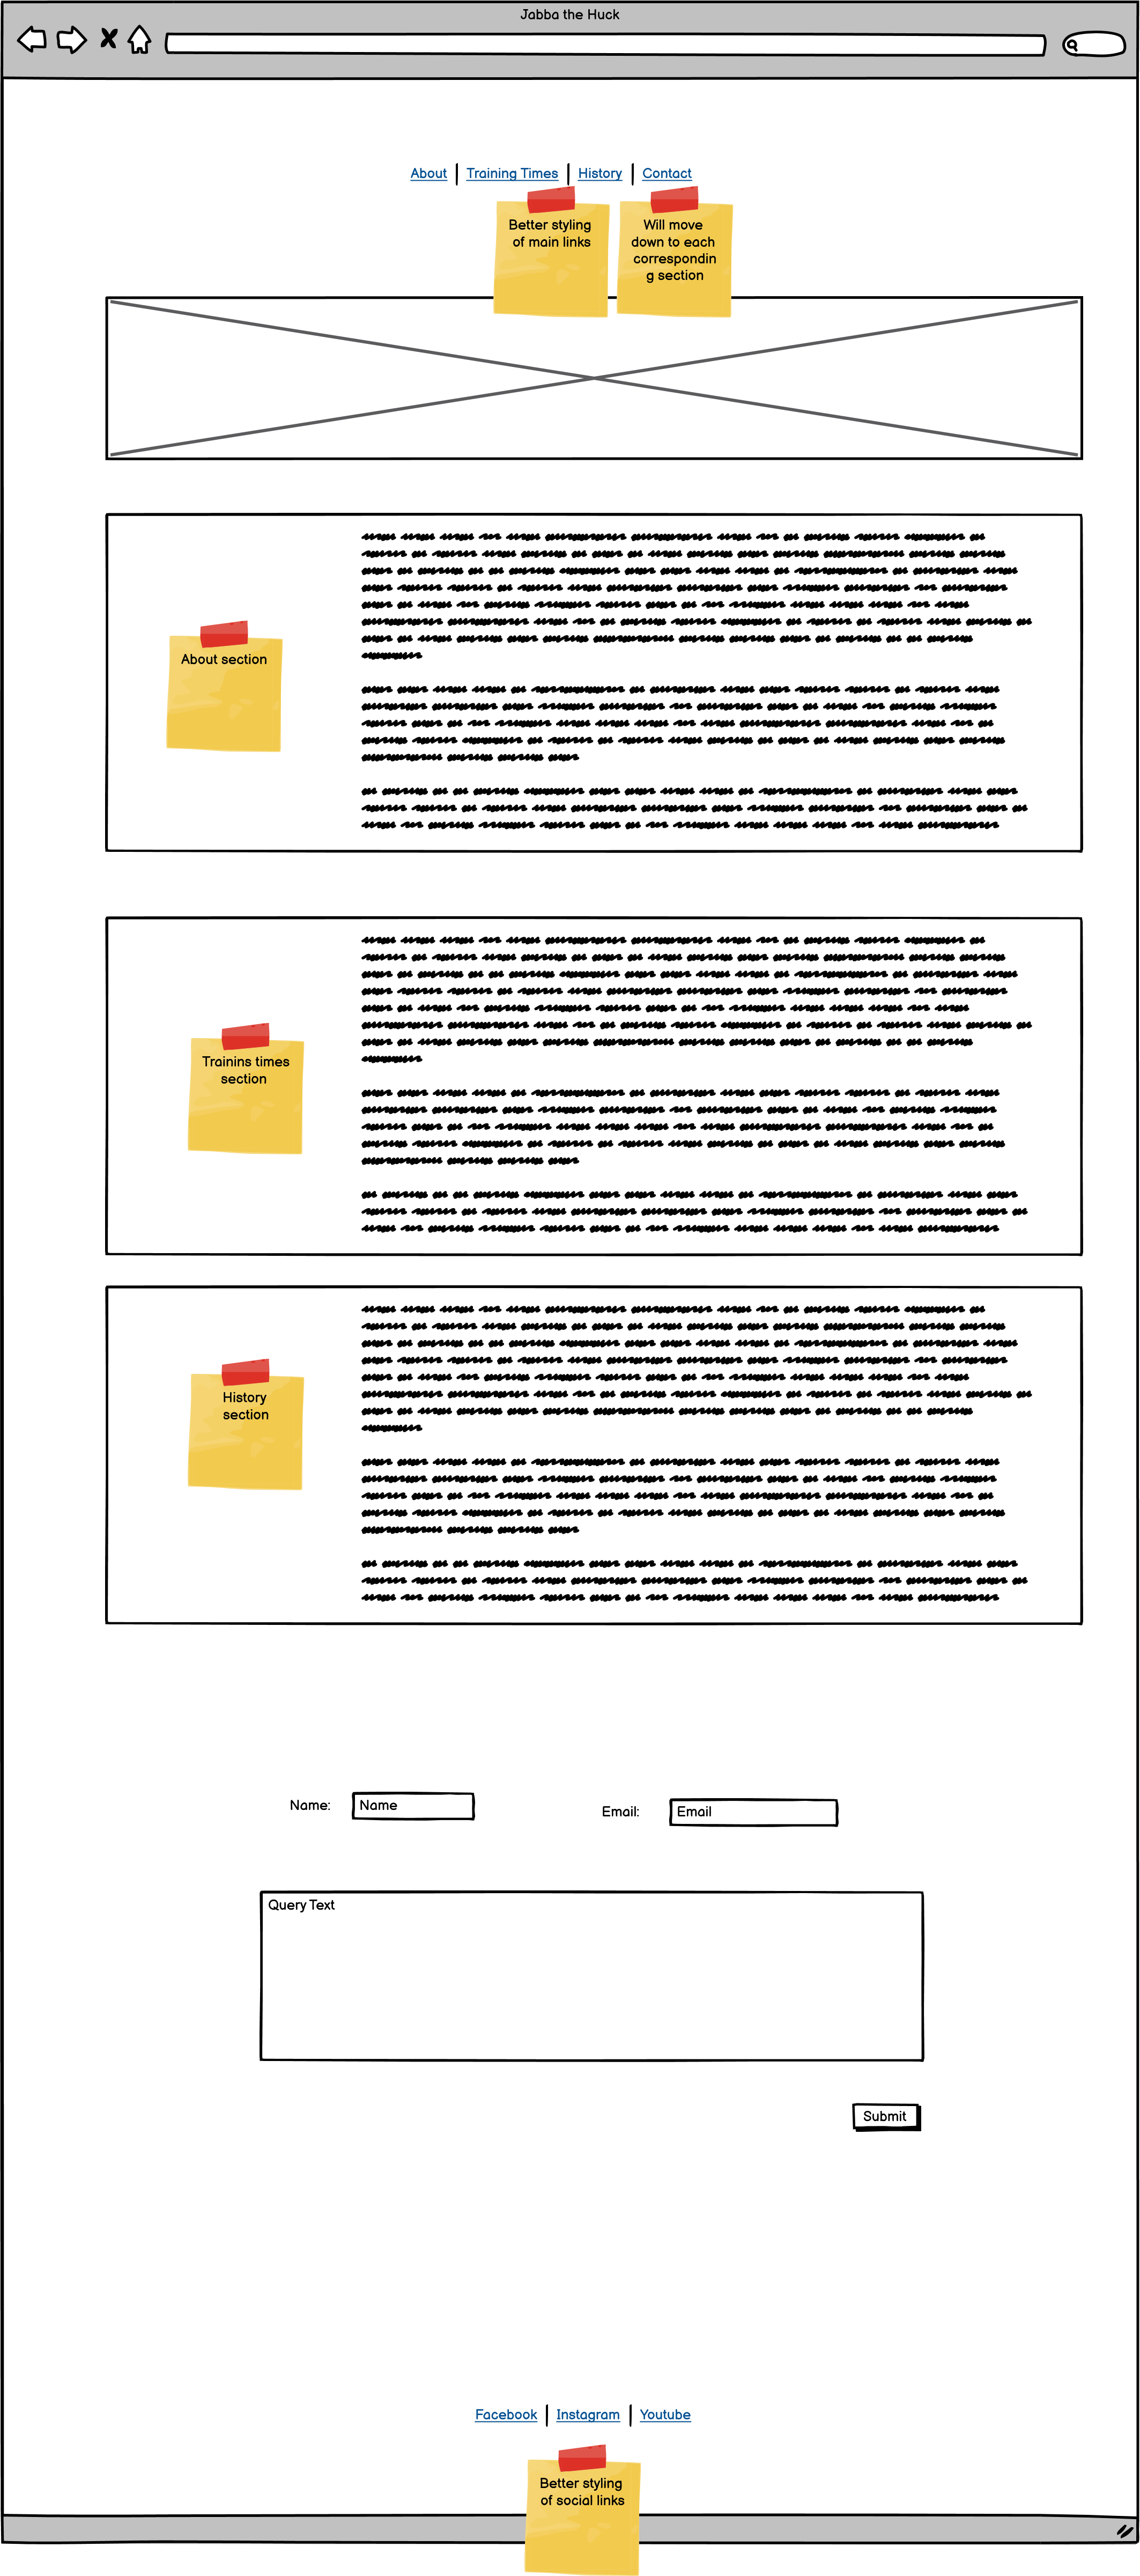 Jabba the Huck
About Training Times History Contact
Better styling
of main links
Will move
down to each
correspondin
g section
About section
Trainins times
section
History
section
Name: Name Email: Email
Query Text
Submit
Facebook Instagram Youtube
Better styling
of social links